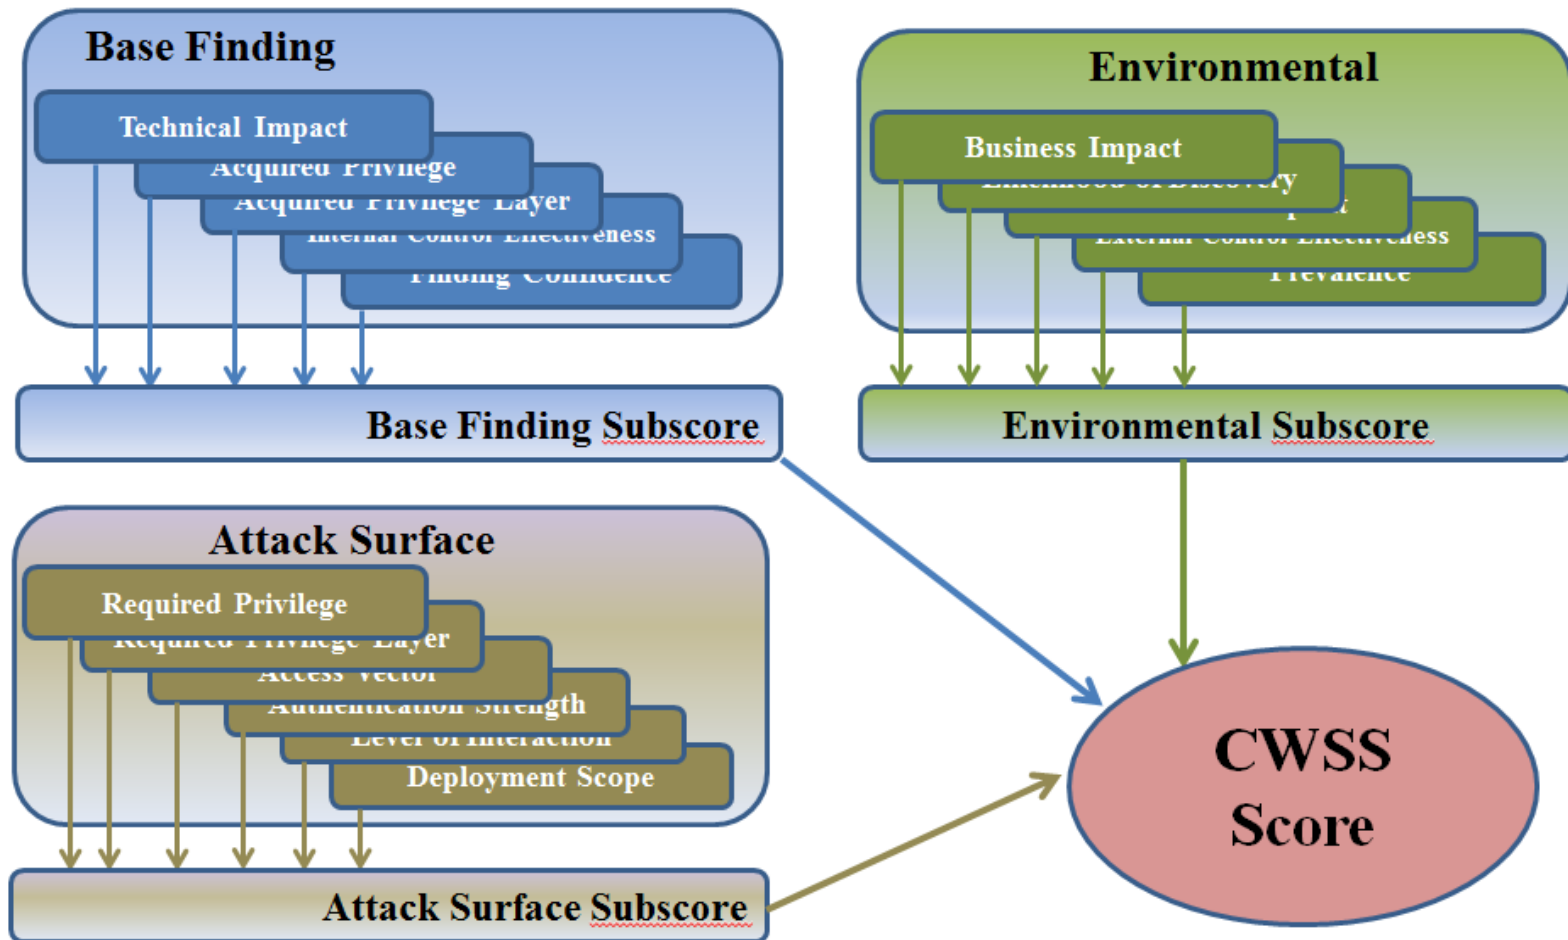 Base Finding
Technical Impact
Acquired Privilege
Acquired Privilege Layer
Internal Control Effectiveness
Finding Confidence
Base Finding Subscore
Environmental
Business Impact
of Discovery
External Control Effectiveness
Prevalence
Environmental Subscore
Attack Surface
Required Privilege
Required Privilege Layer
Access Vector
Authentication Strength
Level of Interaction
Deployment Scope
Attack Surface Subscore
CWSS
Score